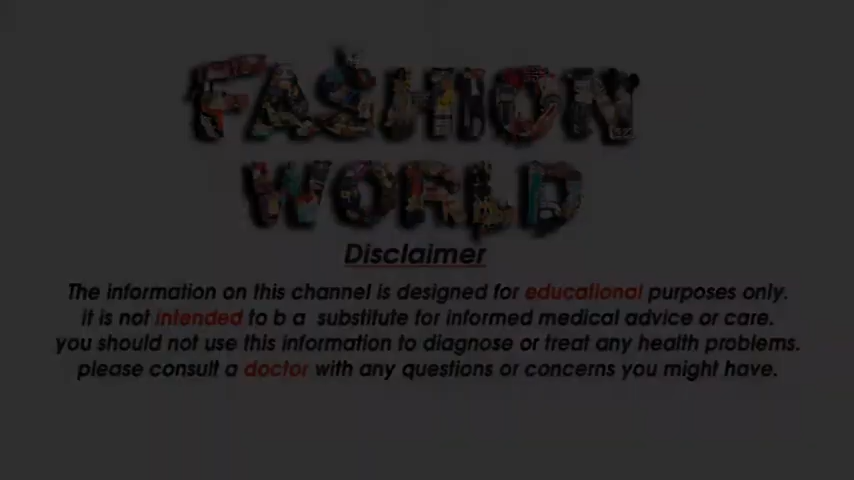 FASHION
WORLD
Disclaimer
The information on this channel is designed for educational purposes only.
it is not intended to b a substitute for informed medical advice or care.
you should not use this information to diagnose or treat any health problems.
please consult a doctor with any questions or concerns you might have.